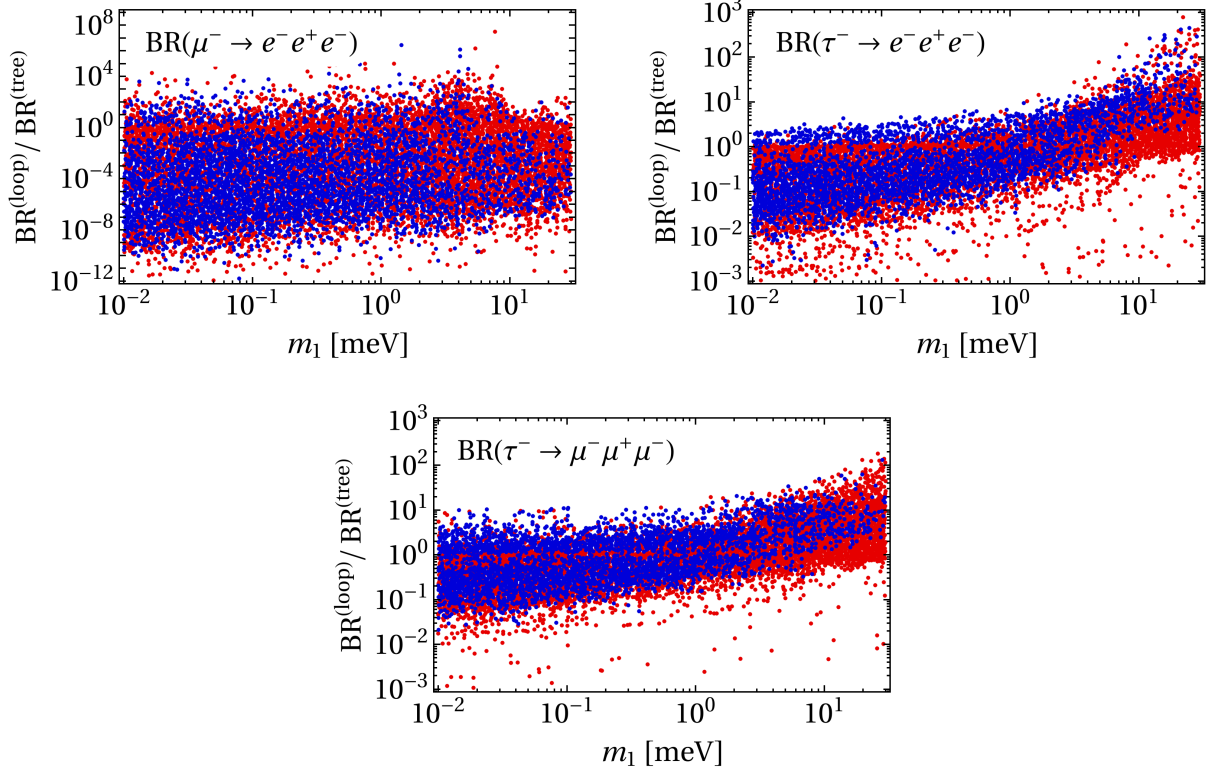 BR(μ⁻ → e⁻e⁺e⁻)
BR⁽ˡᵒᵒᵖ⁾/ BR⁽ᵗʳᵉᵉ⁾
10⁸
10⁴
10⁰
10⁻⁴
10⁻⁸
10⁻¹²
10⁻² 10⁻¹ 10⁰ 10¹
m₁ [meV]
BR(τ⁻ → e⁻e⁺e⁻)
BR⁽ˡᵒᵒᵖ⁾/ BR⁽ᵗʳᵉᵉ⁾
10³
10²
10¹
10⁰
10⁻¹
10⁻²
10⁻³
10⁻² 10⁻¹ 10⁰ 10¹
m₁ [meV]
BR(τ⁻ → μ⁻μ⁺μ⁻)
BR⁽ˡᵒᵒᵖ⁾/ BR⁽ᵗʳᵉᵉ⁾
10³
10²
10¹
10⁰
10⁻¹
10⁻²
10⁻³
10⁻² 10⁻¹ 10⁰ 10¹
m₁ [meV]